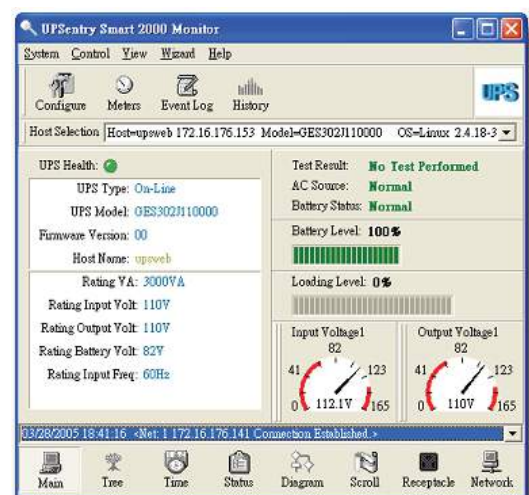 UPSentry Smart 2000 Monitor
System Control View Wizard Help
Configure Meters Event Log History
UPS
Host Selection Host=upsweb 172.16.176.153 Model=GES302J110000 OS=Linux 2.4.18-3
UPS Health:
UPS Type: On-Line
UPS Model: GES302J110000
Firmware Version: 00
Host Name: upsweb
Rating VA: 3000VA
Rating Input Volt: 110V
Rating Output Volt: 110V
Rating Battery Volt: 82V
Rating Input Freq: 60Hz
Test Result: No Test Performed
AC Source: Normal
Battery Status: Normal
Battery Level: 100%
Loading Level: 0%
Input Voltage1
82
41 123
0 112.1V 165
Output Voltage1
82
41 123
0 110V 165
03/28/2005 18:41:16 <Net: 1 172.16.176.141 Connection Established.>
Main Tree Time Status Diagram Scroll Receptacle Network